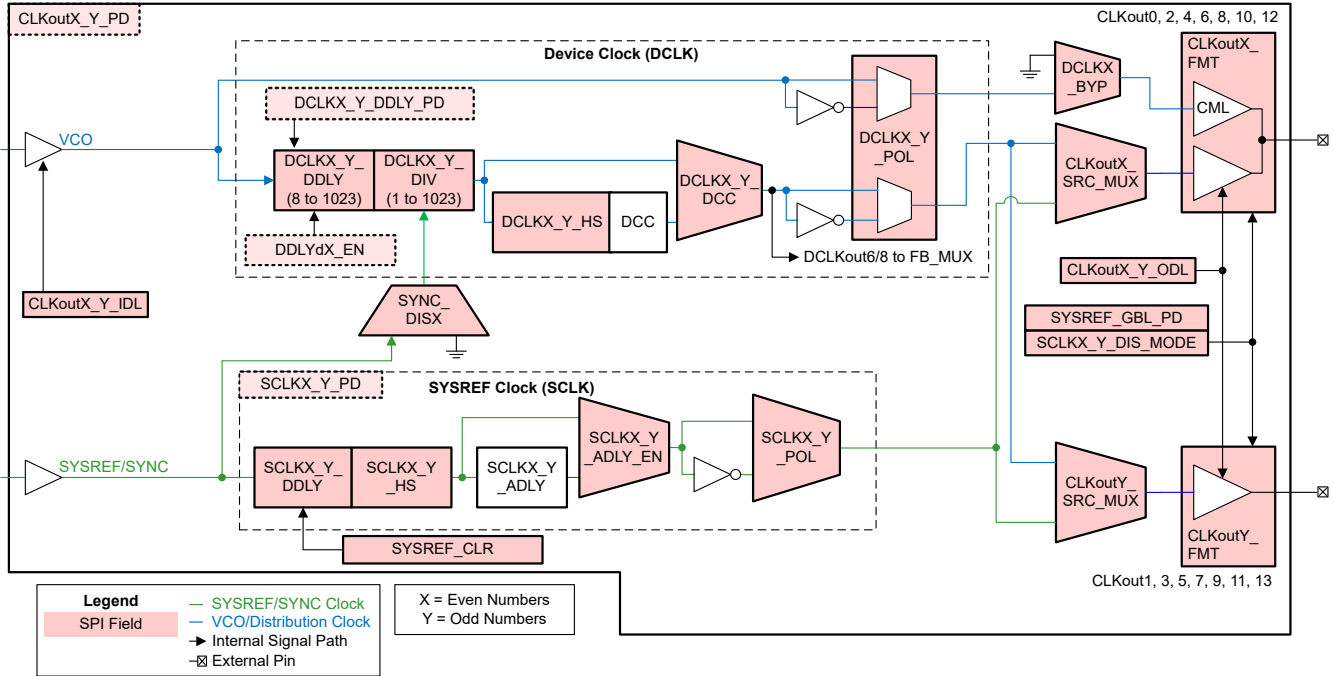 CLKoutX_Y_PD
CLKout0, 2, 4, 6, 8, 10, 12
Device Clock (DCLK)
CLKoutX_
FMT
DCLKX
_BYP
DCLKX_Y_DDLY_PD
CML
VCO
DCLKX_Y_
DDLY
(8 to 1023)
DCLKX_Y_
DIV
(1 to 1023)
DCLKX_Y
_POL
CLKoutX_
SRC_MUX
DCLKX_Y_
DCC
DCLKX_Y_HS
DCC
DDLYdX_EN
DCLKout6/8 to FB_MUX
CLKoutX_Y_ODL
CLKoutX_Y_IDL
SYNC_
DISX
SYSREF_GBL_PD
SCLKX_Y_DIS_MODE
SCLKX_Y_PD
SYSREF Clock (SCLK)
SYSREF/SYNC
SCLKX_Y_
DDLY
SCLKX_Y
_HS
SCLKX_Y
_ADLY
SCLKX_Y
_ADLY_EN
SCLKX_Y_
POL
CLKoutY_
SRC_MUX
CLKoutY_
FMT
SYSREF_CLR
CLKout1, 3, 5, 7, 9, 11, 13
Legend
SPI Field
SYSREF/SYNC Clock
VCO/Distribution Clock
Internal Signal Path
External Pin
X = Even Numbers
Y = Odd Numbers